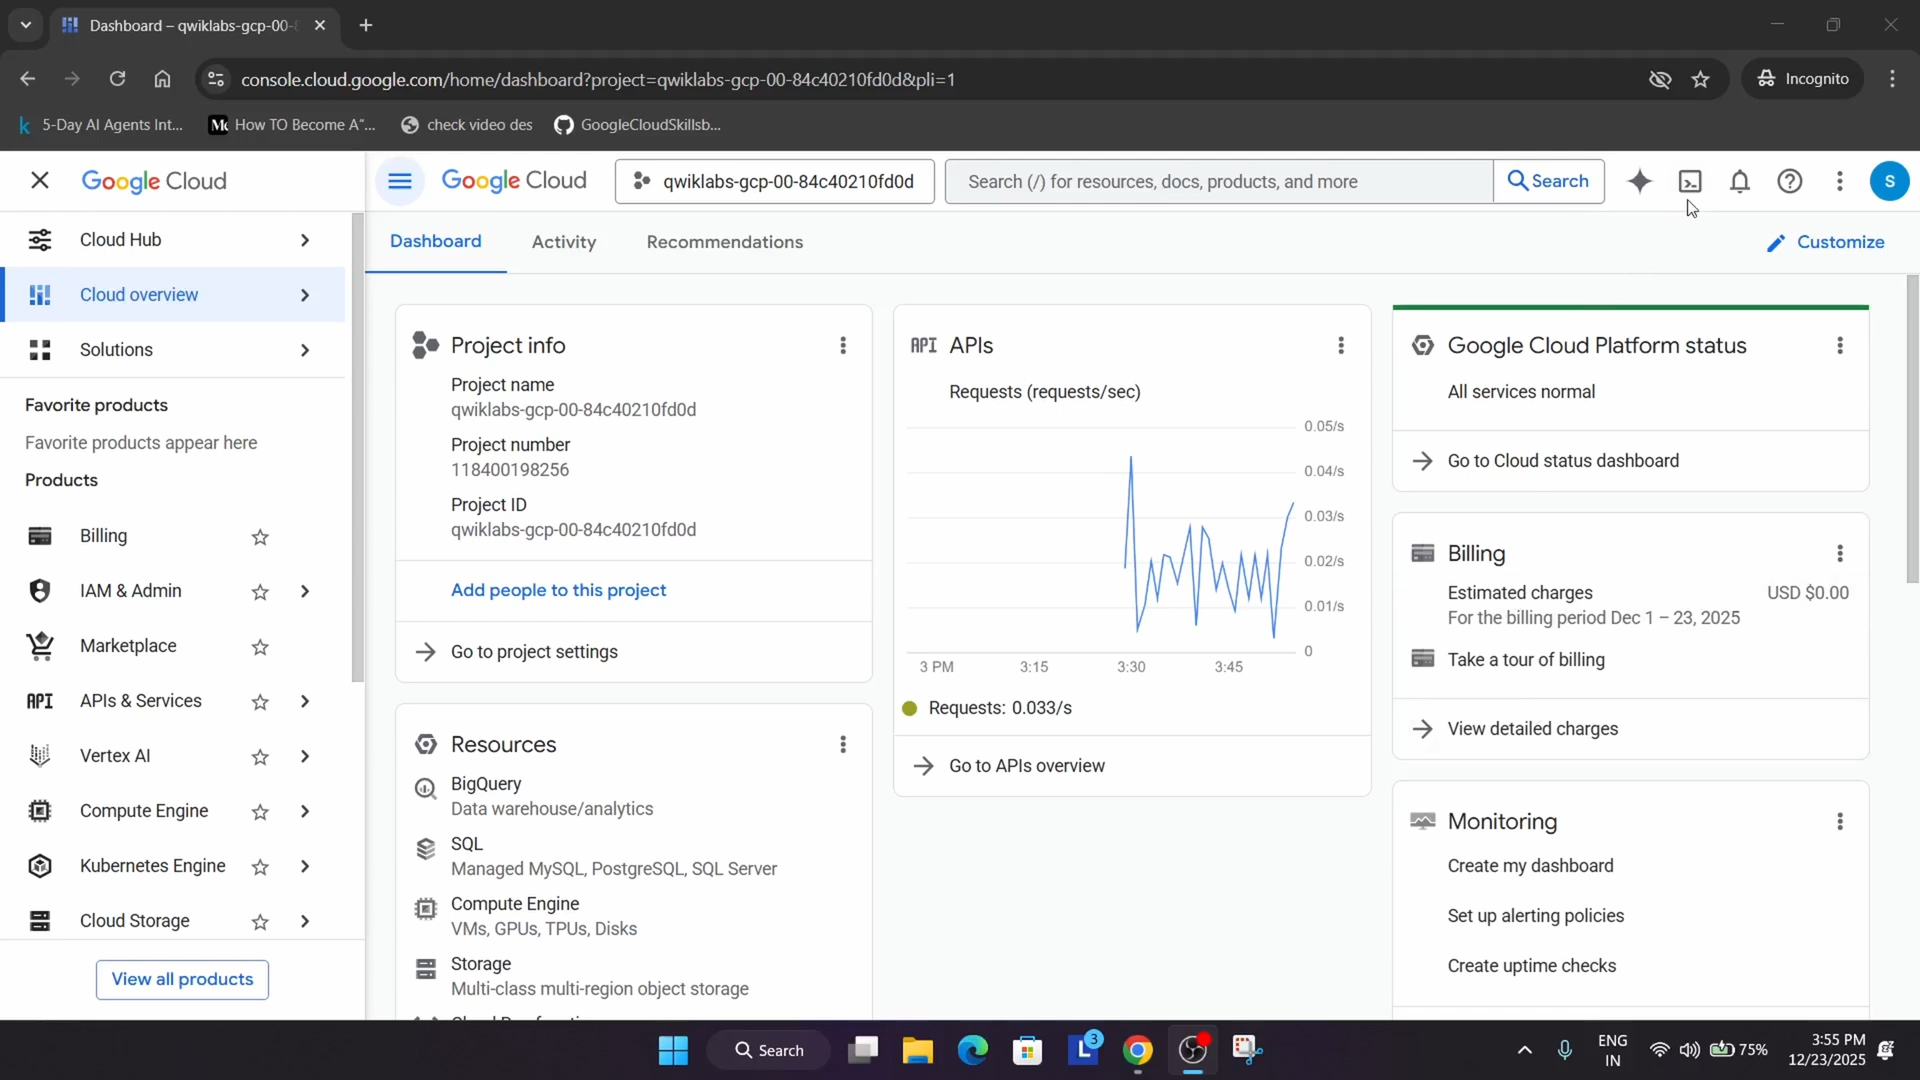 Dashboard – qwiklabs-gcp-00-8
console.cloud.google.com/home/dashboard?project=qwiklabs-gcp-00-84c40210fd0d&pli=1
Incognito
5-Day AI Agents Int...
How TO Become A"...
check video des
GoogleCloudSkillsb...
Google Cloud
Google Cloud
qwiklabs-gcp-00-84c40210fd0d
Search (/) for resources, docs, products, and more
Search
S
Cloud Hub
Cloud overview
Solutions
Favorite products
Favorite products appear here
Products
Billing
IAM & Admin
Marketplace
API
APIs & Services
Vertex AI
Compute Engine
Kubernetes Engine
Cloud Storage
View all products
Dashboard
Activity
Recommendations
Customize
Project info
Project name
qwiklabs-gcp-00-84c40210fd0d
Project number
118400198256
Project ID
qwiklabs-gcp-00-84c40210fd0d
Add people to this project
Go to project settings
Resources
BigQuery
Data warehouse/analytics
SQL
Managed MySQL, PostgreSQL, SQL Server
Compute Engine
VMs, GPUs, TPUs, Disks
Storage
Multi-class multi-region object storage
API
APIs
Requests (requests/sec)
0.05/s
0.04/s
0.03/s
0.02/s
0.01/s
0
3 PM
3:15
3:30
3:45
Requests: 0.033/s
Go to APIs overview
Google Cloud Platform status
All services normal
Go to Cloud status dashboard
Billing
Estimated charges
USD $0.00
For the billing period Dec 1 – 23, 2025
Take a tour of billing
View detailed charges
Monitoring
Create my dashboard
Set up alerting policies
Create uptime checks
Search
L
3
ENG
IN
75%
3:55 PM
12/23/2025